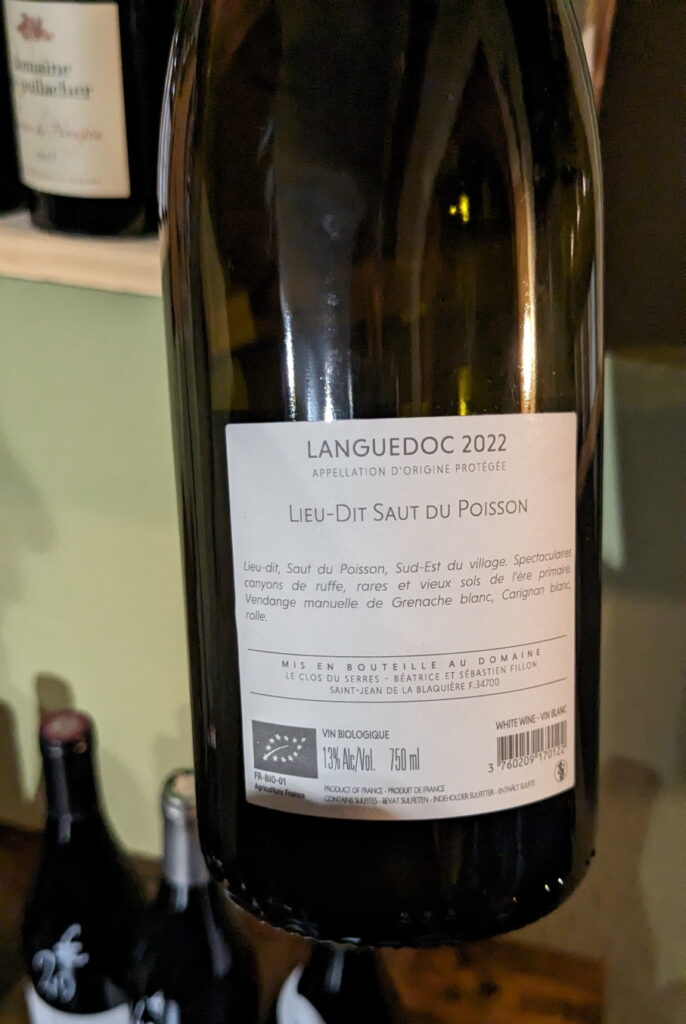 domaine
LANGUEDOC 2022
APPELLATION D'ORIGINE PROTÉGÉE
LIEU-DIT SAUT DU POISSON
Lieu-dit, Saut du Poisson, Sud-Est du village. Spectaculaires
canyons de ruffe, rares et vieux sols de l'ère primaire.
Vendange manuelle de Grenache blanc, Carignan blanc,
rolle.
MIS EN BOUTEILLE AU DOMAINE
LE CLOS DU SERRES - BÉATRICE ET SÉBASTIEN FILLON
SAINT-JEAN DE LA BLAQUIÈRE F.34700
VIN BIOLOGIQUE
13% Alc/Vol. 750 ml
WHITE WINE - VIN BLANC
3 760209 170122
FR-BIO-01
Agriculture France
PRODUCT OF FRANCE - PRODUIT DE FRANCE
CONTAINS SULFITES - BEVAT SULFIETEN - INDEHOLDER SULFITTER - ENTHÄLT SULFITE